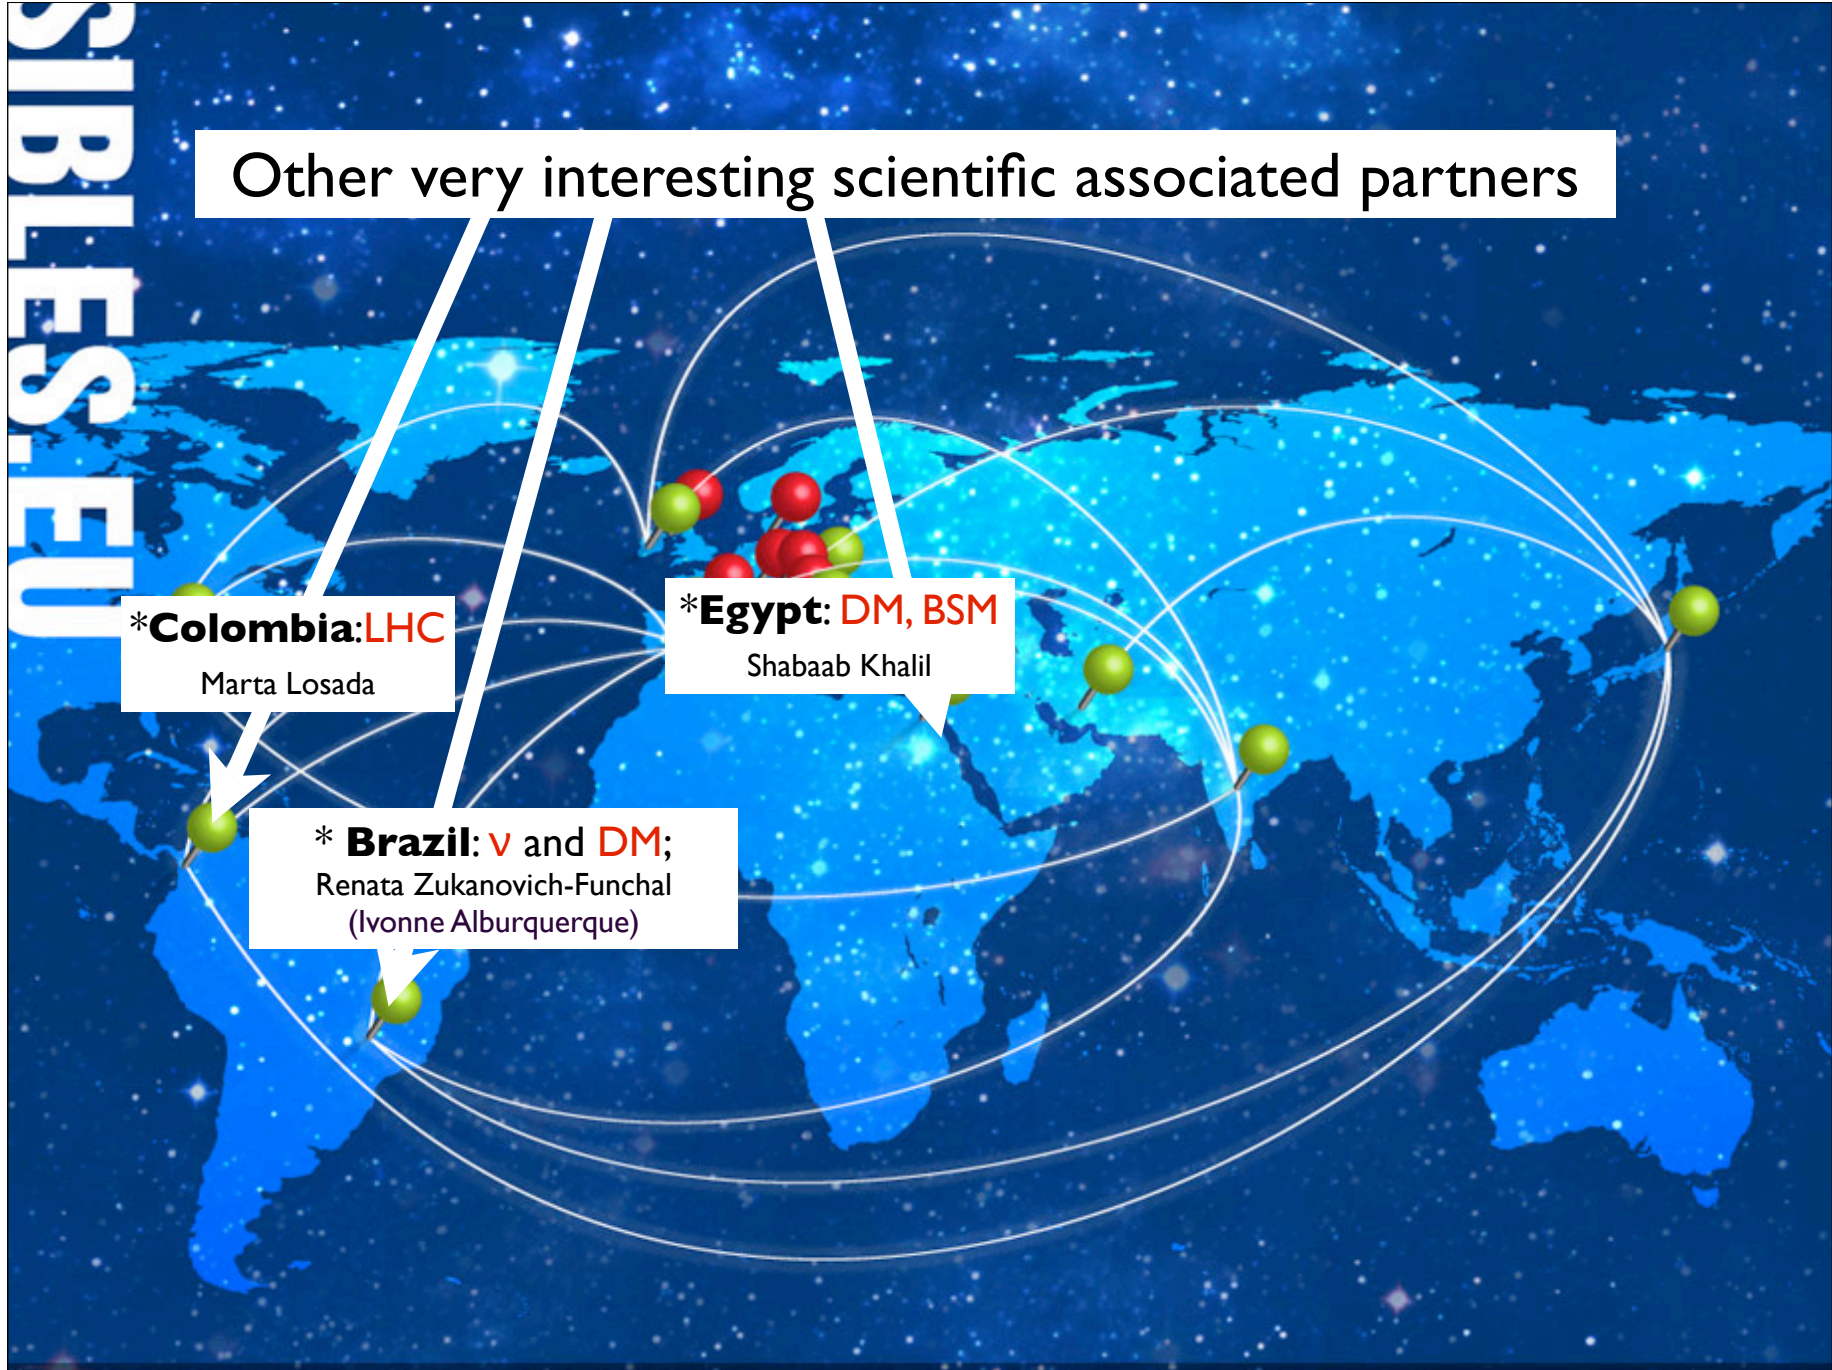 SIBLES.EU
Other very interesting scientific associated partners
*Colombia:LHC
Marta Losada
*Egypt: DM, BSM
Shabaab Khalil
* Brazil: ν and DM;
Renata Zukanovich-Funchal
(Ivonne Alburquerque)